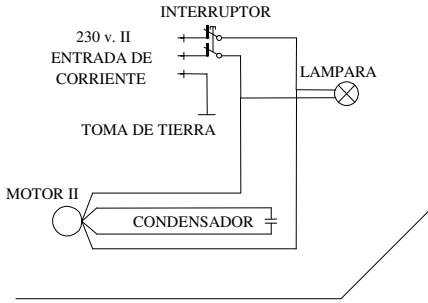 INTERRUPTOR
230 v. II
ENTRADA DE
CORRIENTE
LAMPARA
TOMA DE TIERRA
MOTOR II
CONDENSADOR